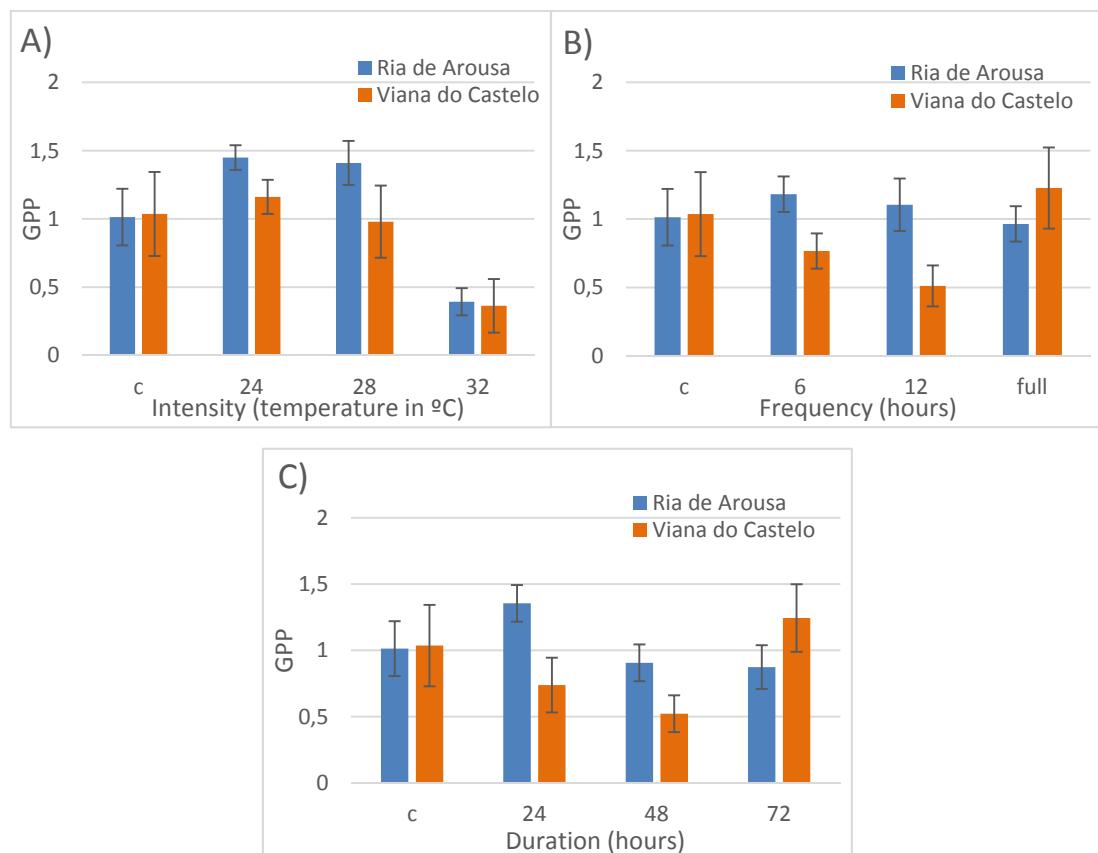 A)
Ria de Arousa
Viana do Castelo
2
1,5
1
0,5
0
GPP
c 24 28 32
Intensity (temperature in ºC)
B)
Ria de Arousa
Viana do Castelo
2
1,5
1
0,5
0
GPP
c 6 12 full
Frequency (hours)
C)
Ria de Arousa
Viana do Castelo
2
1,5
1
0,5
0
GPP
c 24 48 72
Duration (hours)